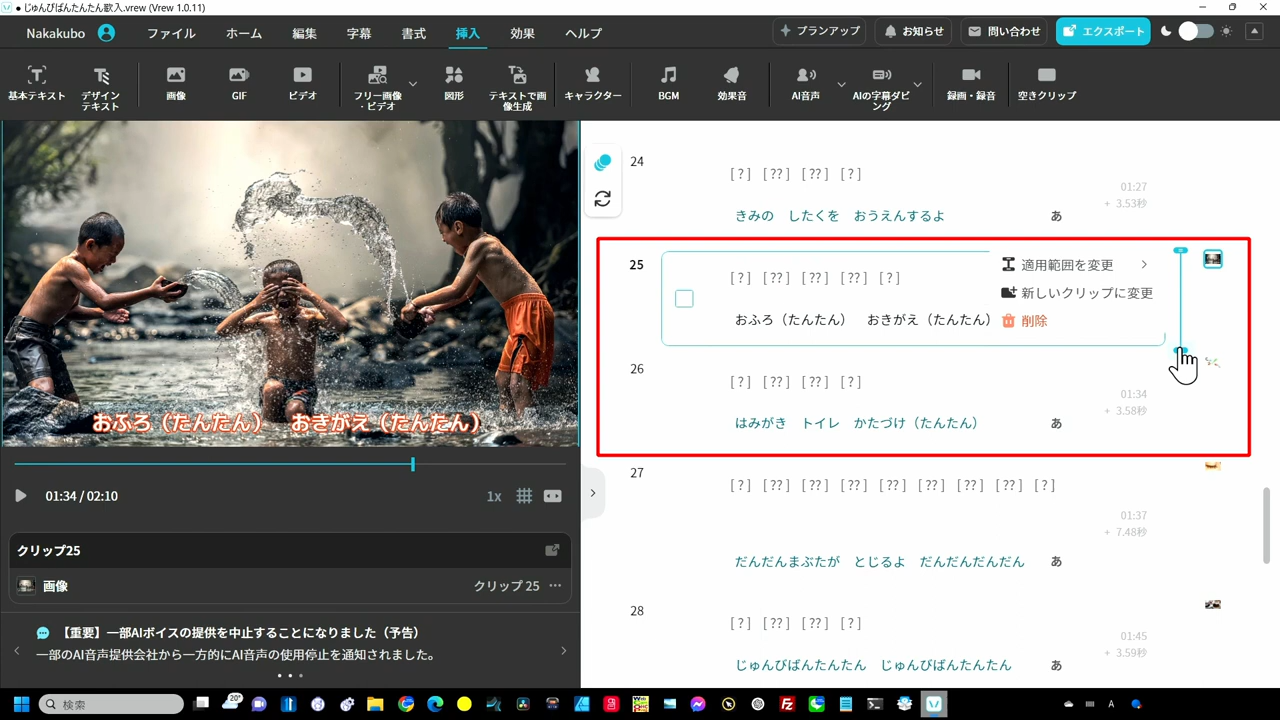 ● じゅんびばんたんたん歌入.vrew (Vrew 1.0.11)
Nakakubo ファイル ホーム 編集 字幕 書式 挿入 効果 ヘルプ プランアップ お知らせ 問い合わせ エクスポート
基本テキスト デザインテキスト 画像 GIF ビデオ フリー画像・ビデオ 図形 テキストで画像生成 キャラクター BGM 効果音 AI音声 AIの字幕ダビング 録画・録音 空きクリップ
おふろ（たんたん） おきがえ（たんたん）
01:34 / 02:10 1x
クリップ25
画像 クリップ 25 ···
【重要】一部AIボイスの提供を中止することになりました（予告）
一部のAI音声提供会社から一方的にAI音声の使用停止を通知されました。
24
[ ? ] [ ?? ] [ ?? ] [ ? ]
01:27
+ 3.53秒
きみの したくを おうえんするよ あ
25
[ ? ] [ ?? ] [ ?? ] [ ?? ] [ ? ]
おふろ（たんたん） おきがえ（たんたん）
適用範囲を変更
新しいクリップに変更
削除
26
[ ? ] [ ?? ] [ ?? ] [ ? ]
01:34
+ 3.58秒
はみがき トイレ かたづけ（たんたん） あ
27
[ ? ] [ ?? ] [ ?? ] [ ?? ] [ ?? ] [ ?? ] [ ?? ] [ ?? ] [ ? ]
01:37
+ 7.48秒
だんだんまぶたが とじるよ だんだんだんだん あ
28
[ ? ] [ ?? ] [ ?? ] [ ? ]
01:45
+ 3.59秒
じゅんびばんたんたん じゅんびばんたんたん あ
検索 20° A